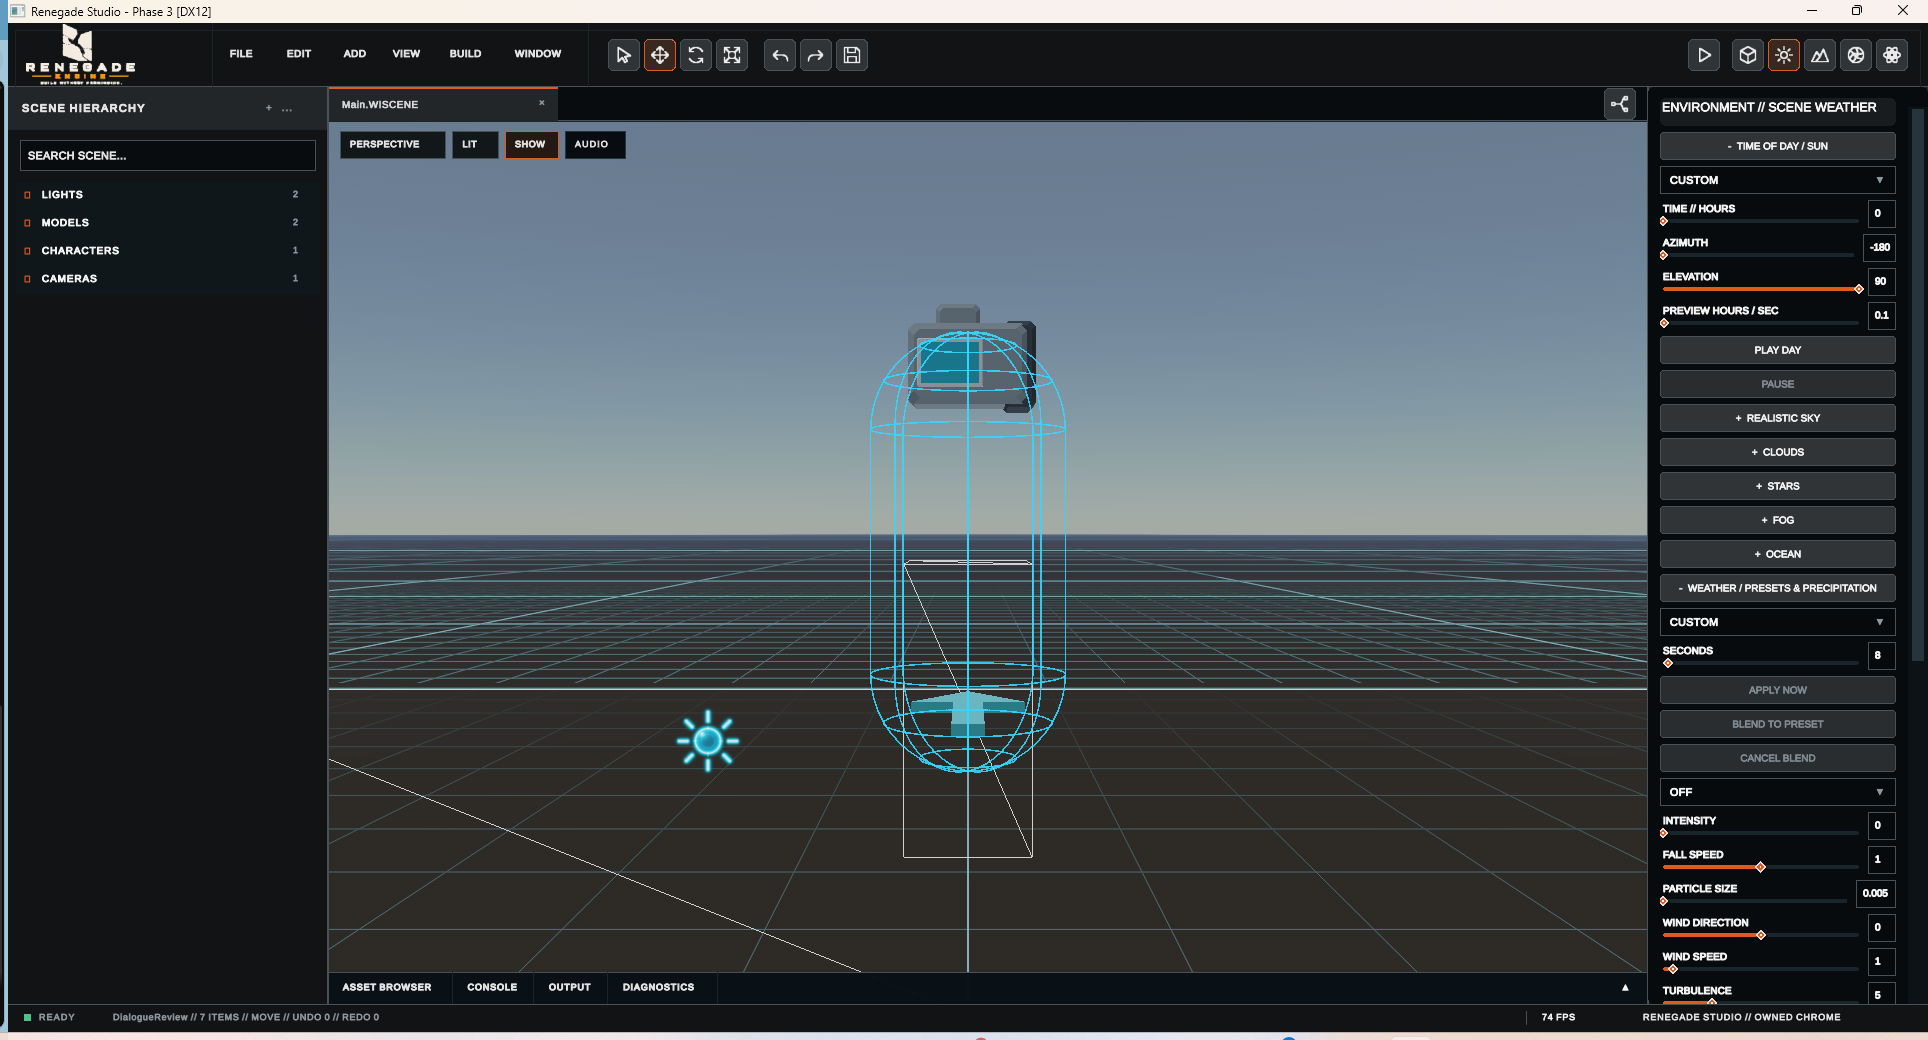 Renegade Studio - Phase 3 [DX12]
RENEGADE
ENGINE
FILE EDIT ADD VIEW BUILD WINDOW
SCENE HIERARCHY + ...
SEARCH SCENE...
LIGHTS 2
MODELS 2
CHARACTERS 1
CAMERAS 1
Main.WISCENE ×
PERSPECTIVE LIT SHOW AUDIO
ENVIRONMENT // SCENE WEATHER
- TIME OF DAY / SUN
CUSTOM
TIME // HOURS 0
AZIMUTH -180
ELEVATION 90
PREVIEW HOURS / SEC 0.1
PLAY DAY
PAUSE
+ REALISTIC SKY
+ CLOUDS
+ STARS
+ FOG
+ OCEAN
- WEATHER / PRESETS & PRECIPITATION
CUSTOM
SECONDS 8
APPLY NOW
BLEND TO PRESET
CANCEL BLEND
OFF
INTENSITY 0
FALL SPEED 1
PARTICLE SIZE 0.005
WIND DIRECTION 0
WIND SPEED 1
TURBULENCE 5
ASSET BROWSER CONSOLE OUTPUT DIAGNOSTICS
READY DialogueReview // 7 ITEMS // MOVE // UNDO 0 // REDO 0 74 FPS RENEGADE STUDIO // OWNED CHROME